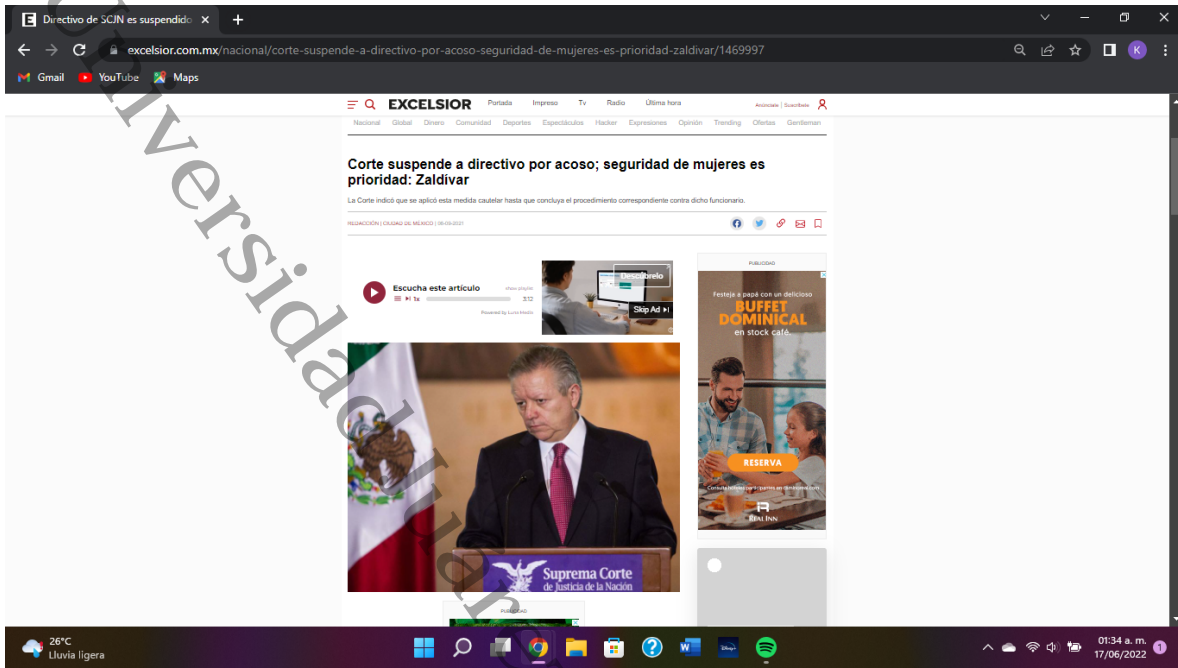 Directivo de SCJN es suspendido
excelsior.com.mx/nacional/corte-suspende-a-directivo-por-acoso-seguridad-de-mujeres-es-prioridad-zaldivar/1469997
K
Gmail YouTube Maps
EXCELSIOR Portada Impreso Tv Radio Última hora Anúnciate | Suscríbete
Nacional Global Dinero Comunidad Deportes Espectáculos Hacker Expresiones Opinión Trending Ofertas Gentleman
Corte suspende a directivo por acoso; seguridad de mujeres es
prioridad: Zaldívar
La Corte indicó que se aplicó esta medida cautelar hasta que concluya el procedimiento correspondiente contra dicho funcionario.
REDACCIÓN | CIUDAD DE MÉXICO |
PUBLICIDAD
Escucha este artículo
1x 3:12
Descúbrelo
Skip Ad
Festeja a papá con un delicioso
BUFFET
DOMINICAL
en stock café.
RESERVA
REAL INN
Suprema Corte
de Justicia de la Nación
PUBLICIDAD
Universidad Juár
26°C
Lluvia ligera
01:34 a. m.
17/06/2022
1